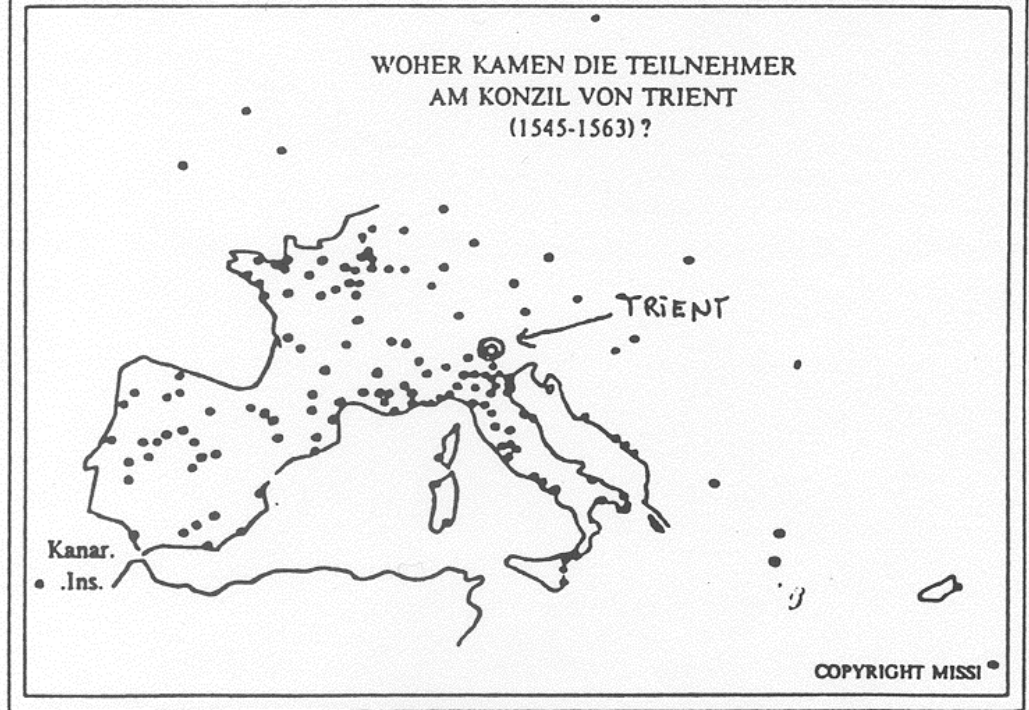 WOHER KAMEN DIE TEILNEHMER
AM KONZIL VON TRIENT
(1545-1563) ?
TRIENT
Kanar.
.Ins.
COPYRIGHT MISSI